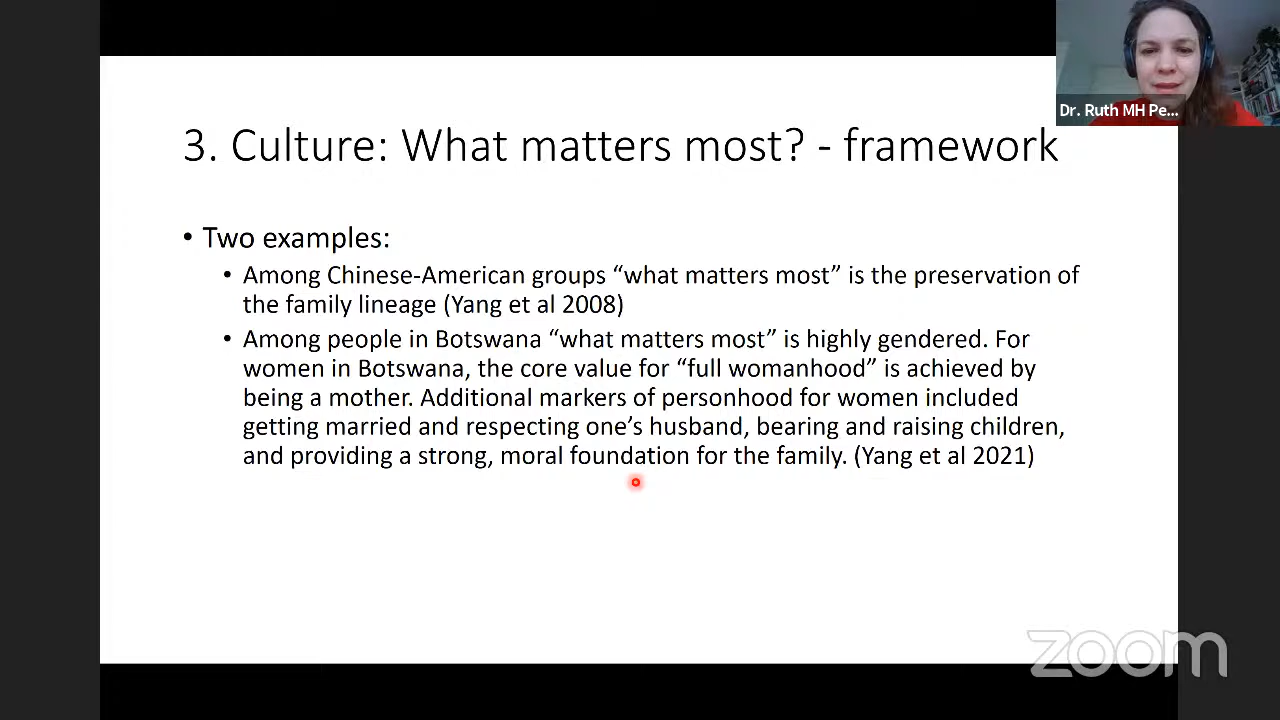 Dr. Ruth MH Pe...
3. Culture: What matters most? - framework
• Two examples:
• Among Chinese-American groups “what matters most” is the preservation of
the family lineage (Yang et al 2008)
• Among people in Botswana “what matters most” is highly gendered. For
women in Botswana, the core value for “full womanhood” is achieved by
being a mother. Additional markers of personhood for women included
getting married and respecting one’s husband, bearing and raising children,
and providing a strong, moral foundation for the family. (Yang et al 2021)
zoom